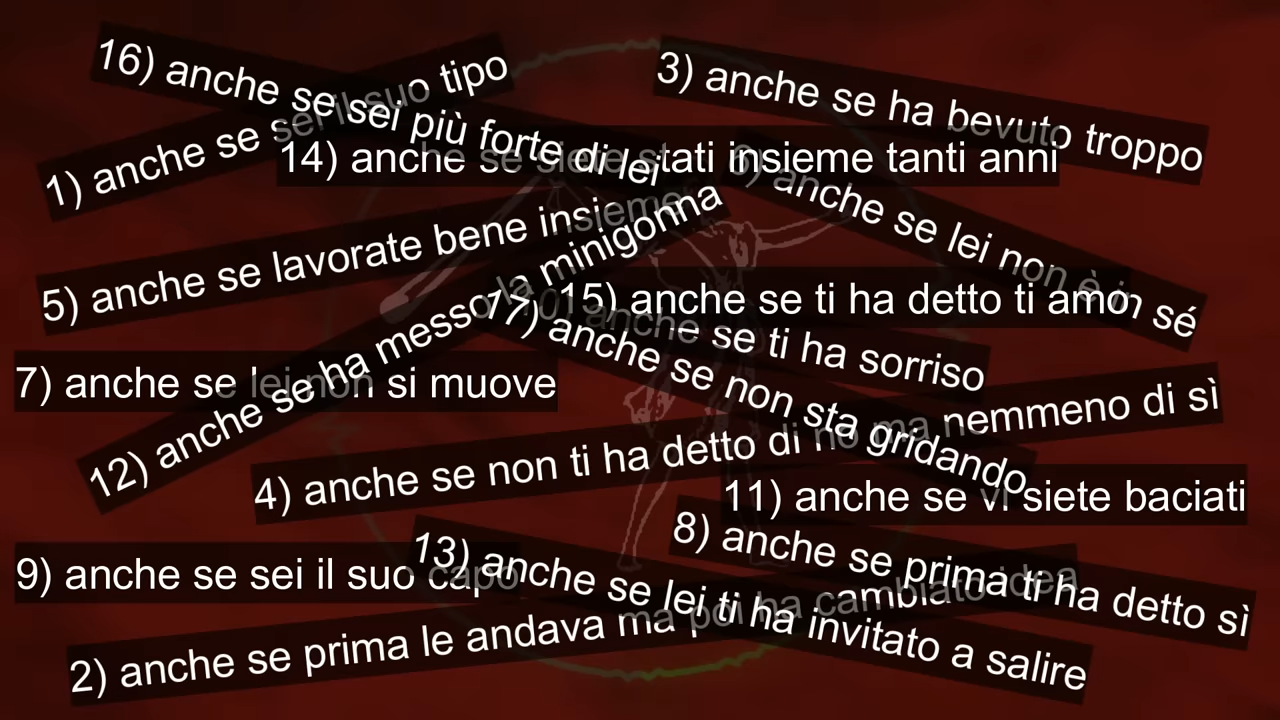 16) anche se sei più forte di lei
1) anche se sei il suo tipo
3) anche se ha bevuto troppo
14) anche se siete stati insieme tanti anni
6) anche se lei non è in sé
5) anche se lavorate bene insieme
12) anche se ha messo la minigonna
15) anche se ti ha detto ti amo
10) anche se ti ha sorriso
17) anche se non sta gridando
7) anche se lei non si muove
4) anche se non ti ha detto di no ma nemmeno di sì
11) anche se vi siete baciati
8) anche se prima ti ha detto sì
13) anche se lei ti ha invitato a salire
9) anche se sei il suo capo
2) anche se prima le andava ma poi ha cambiato idea